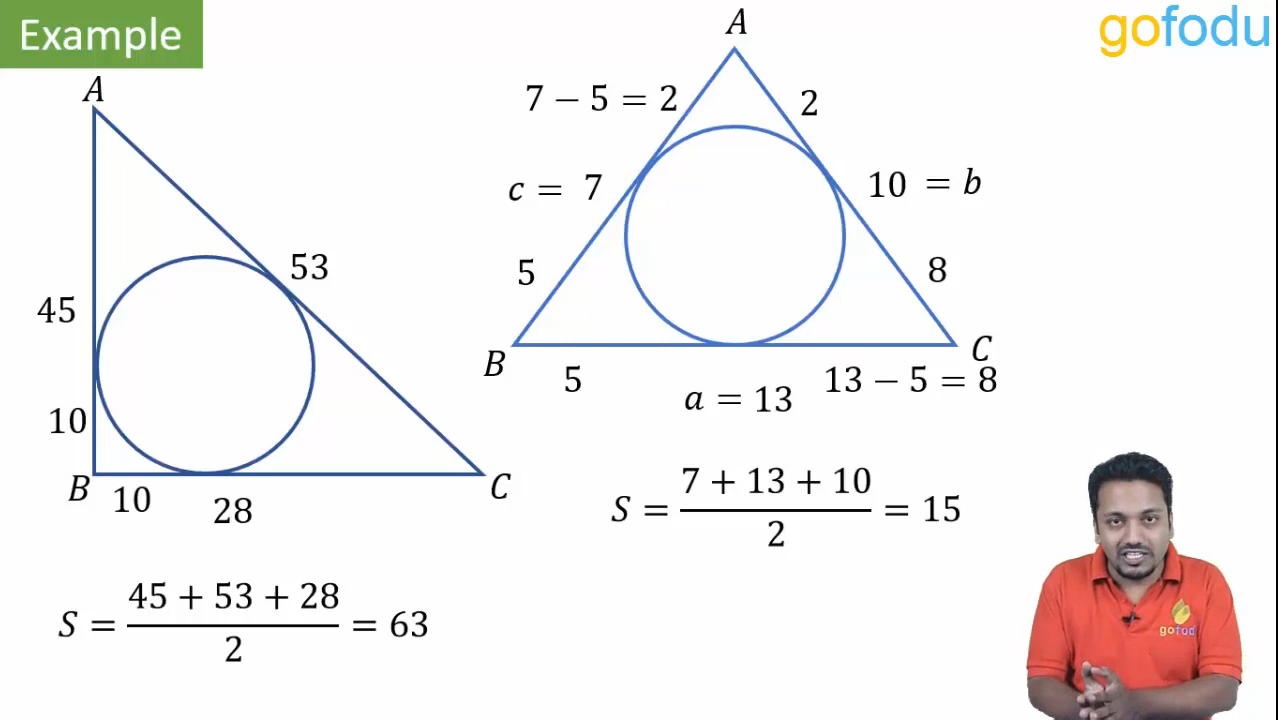 Example
gofodu
A
45
53
10
B
10
28
C
S = (45 + 53 + 28)/2 = 63
A
7 − 5 = 2
2
c = 7
10 = b
5
8
B
C
5
a = 13
13 − 5 = 8
S = (7 + 13 + 10)/2 = 15
gofodu